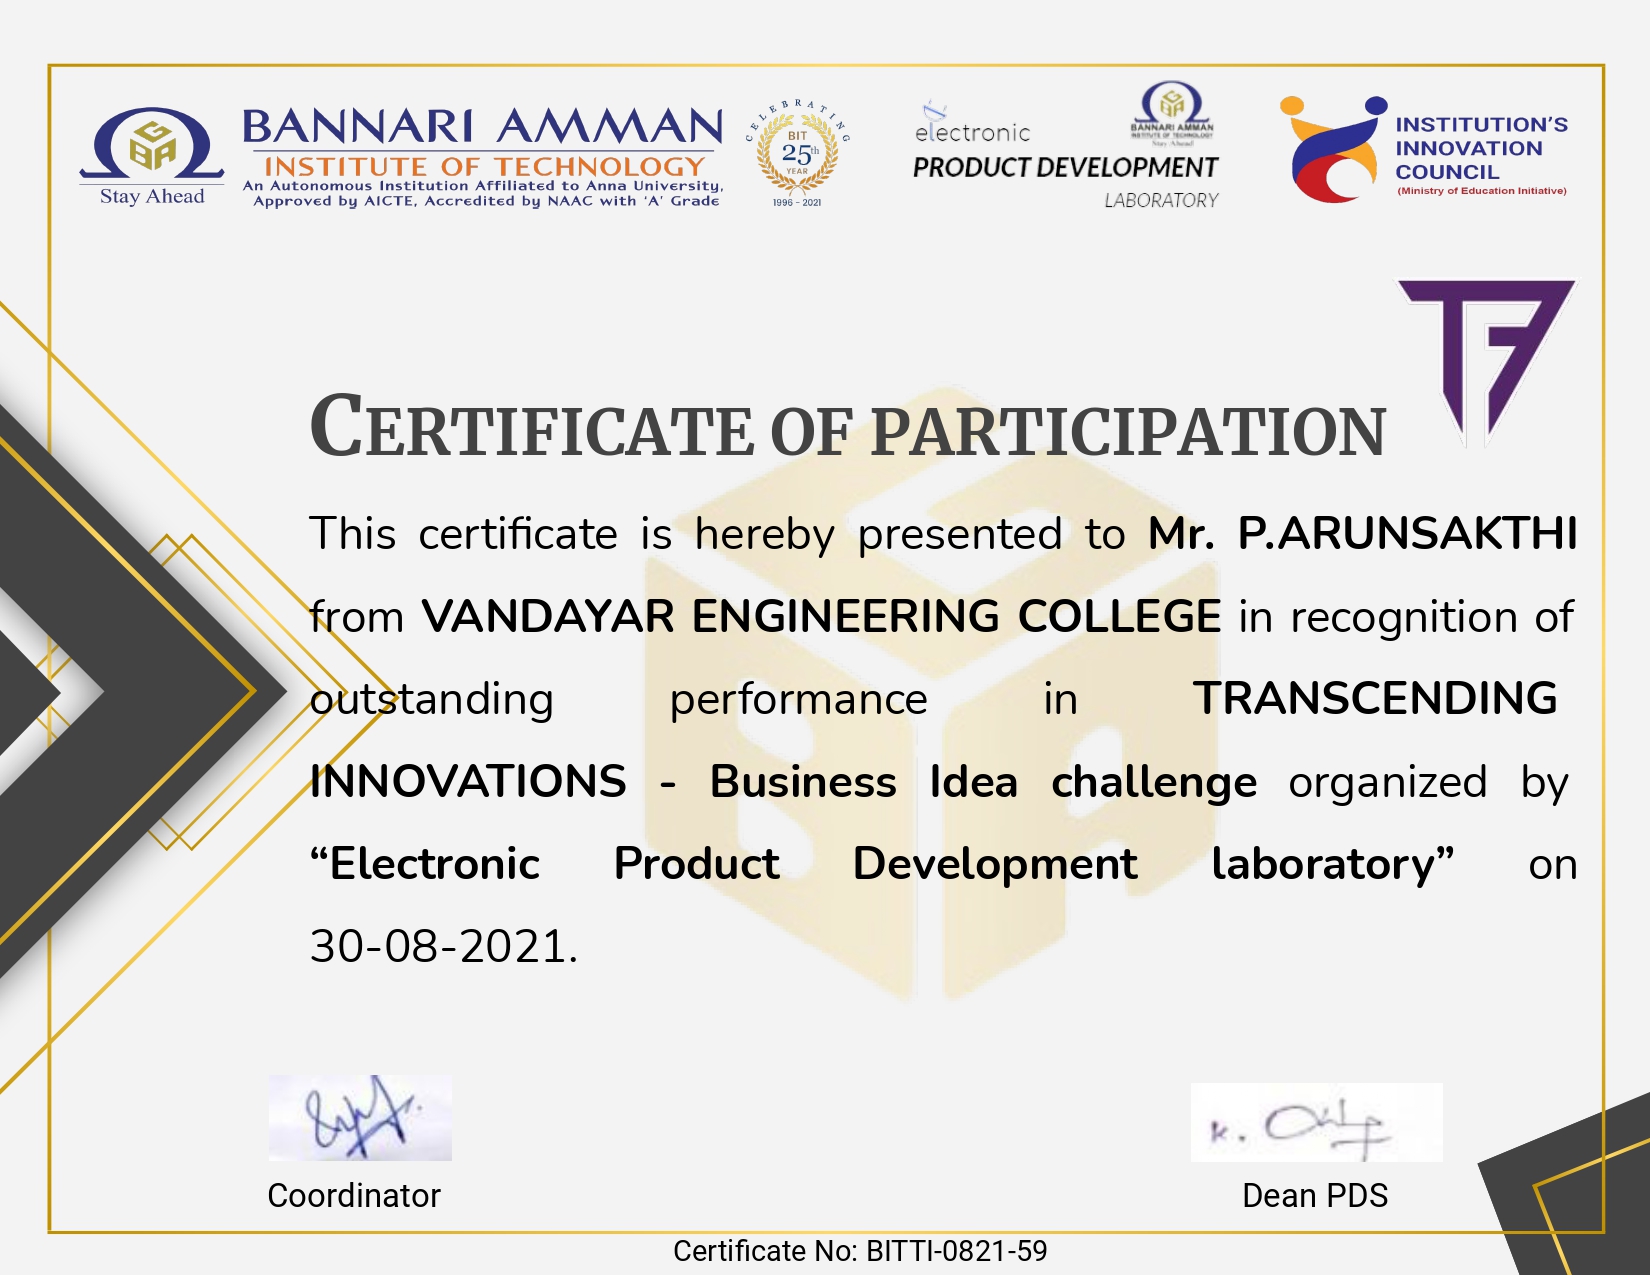 BANNARI AMMAN
INSTITUTE OF TECHNOLOGY
An Autonomous Institution Affiliated to Anna University,
Approved by AICTE, Accredited by NAAC with ‘A’ Grade
Stay Ahead
CELEBRATING
BIT
25th
YEAR
1996 - 2021
electronic
PRODUCT DEVELOPMENT
LABORATORY
BANNARI AMMAN
INSTITUTE OF TECHNOLOGY
Stay Ahead
INSTITUTION'S
INNOVATION
COUNCIL
(Ministry of Education Initiative)
CERTIFICATE OF PARTICIPATION
This certificate is hereby presented to Mr. P.ARUNSAKTHI
from VANDAYAR ENGINEERING COLLEGE in recognition of
outstanding performance in TRANSCENDING
INNOVATIONS - Business Idea challenge organized by
“Electronic Product Development laboratory” on
30-08-2021.
Coordinator
Dean PDS
Certificate No: BITTI-0821-59